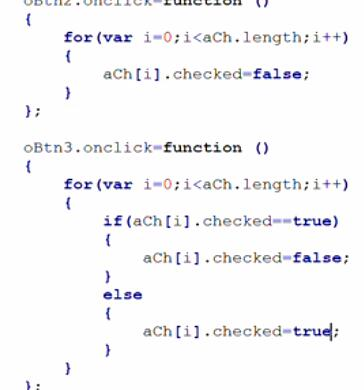 oBtn2.onclick=function ()
{
    for(var i=0;i<aCh.length;i++)
    {
        aCh[i].checked=false;
    }
};
oBtn3.onclick=function ()
{
    for(var i=0;i<aCh.length;i++)
    {
        if(aCh[i].checked==true)
        {
            aCh[i].checked=false;
        }
        else
        {
            aCh[i].checked=true;
        }
    }
};